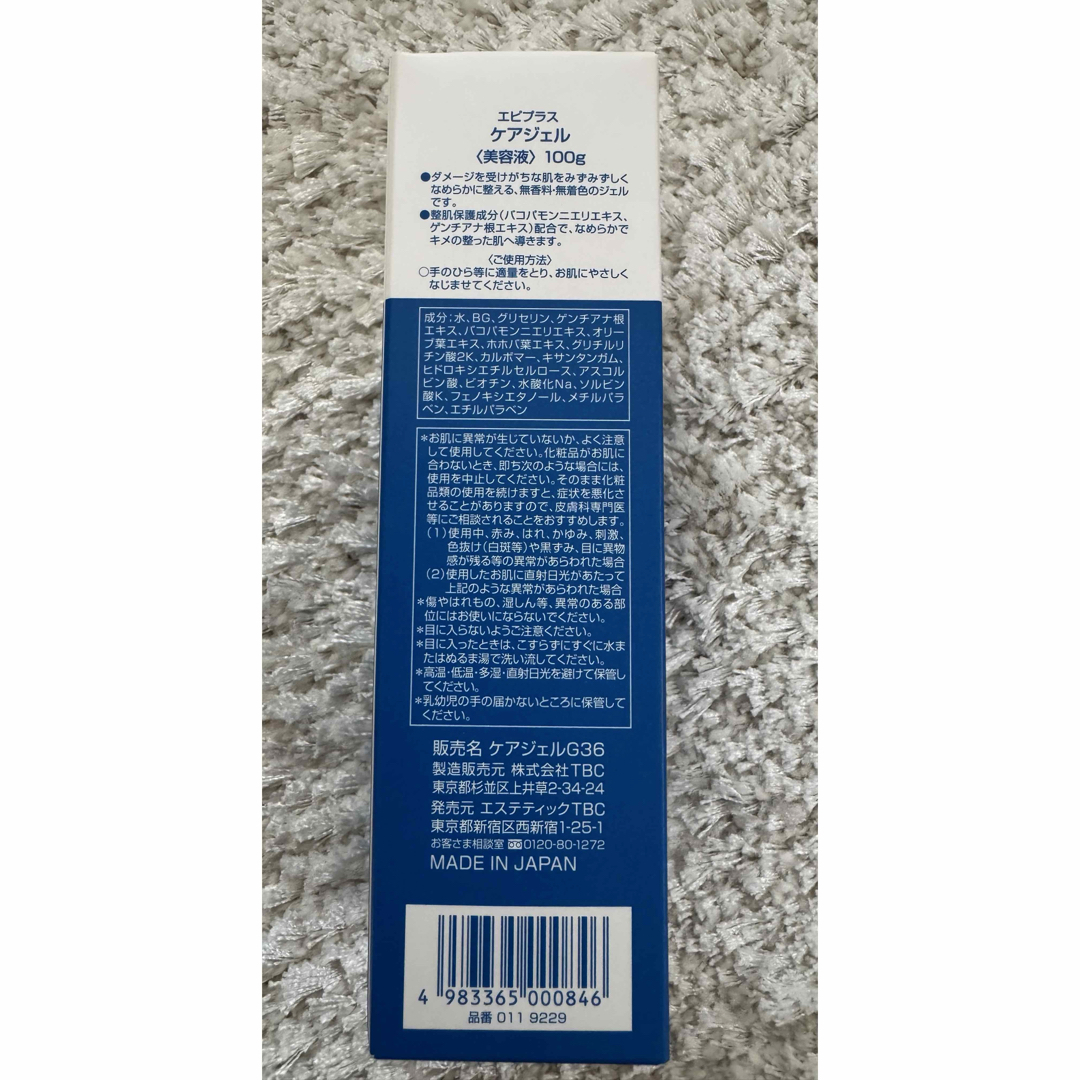 エピプラス
ケアジェル
〈美容液〉100g
●ダメージを受けがちな肌をみずみずしく
なめらかに整える、無香料・無着色のジェル
です。
●整肌保護成分(バコパモンニエリエキス、
ゲンチアナ根エキス)配合で、なめらかで
キメの整った肌へ導きます。
〈ご使用方法〉
○手のひら等に適量をとり、お肌にやさしく
なじませてください。
成分;水、BG、グリセリン、ゲンチアナ根
エキス、バコパモンニエリエキス、オリー
ブ葉エキス、ホホバ葉エキス、グリチルリ
チン酸2K、カルボマー、キサンタンガム、
ヒドロキシエチルセルロース、アスコル
ビン酸、ビオチン、水酸化Na、ソルビン
酸K、フェノキシエタノール、メチルパラ
ベン、エチルパラベン
*お肌に異常が生じていないか、よく注意
して使用してください。化粧品がお肌に
合わないとき、即ち次のような場合には、
使用を中止してください。そのまま化粧
品類の使用を続けますと、症状を悪化さ
せることがありますので、皮膚科専門医
等にご相談されることをおすすめします。
(1)使用中、赤み、はれ、かゆみ、刺激、
色抜け(白斑等)や黒ずみ、目に異物
感が残る等の異常があらわれた場合
(2)使用したお肌に直射日光があたって
上記のような異常があらわれた場合
*傷やはれもの、湿しん等、異常のある部
位にはお使いにならないでください。
*目に入らないようご注意ください。
*目に入ったときは、こすらずにすぐに水ま
たはぬるま湯で洗い流してください。
*高温・低温・多湿・直射日光を避けて保管し
てください。
*乳幼児の手の届かないところに保管して
ください。
販売名 ケアジェルG36
製造販売元 株式会社TBC
東京都杉並区上井草2-34-24
発売元 エステティックTBC
東京都新宿区西新宿1-25-1
お客さま相談室 0120-80-1272
MADE IN JAPAN
4 983365 000846
品番 011 9229